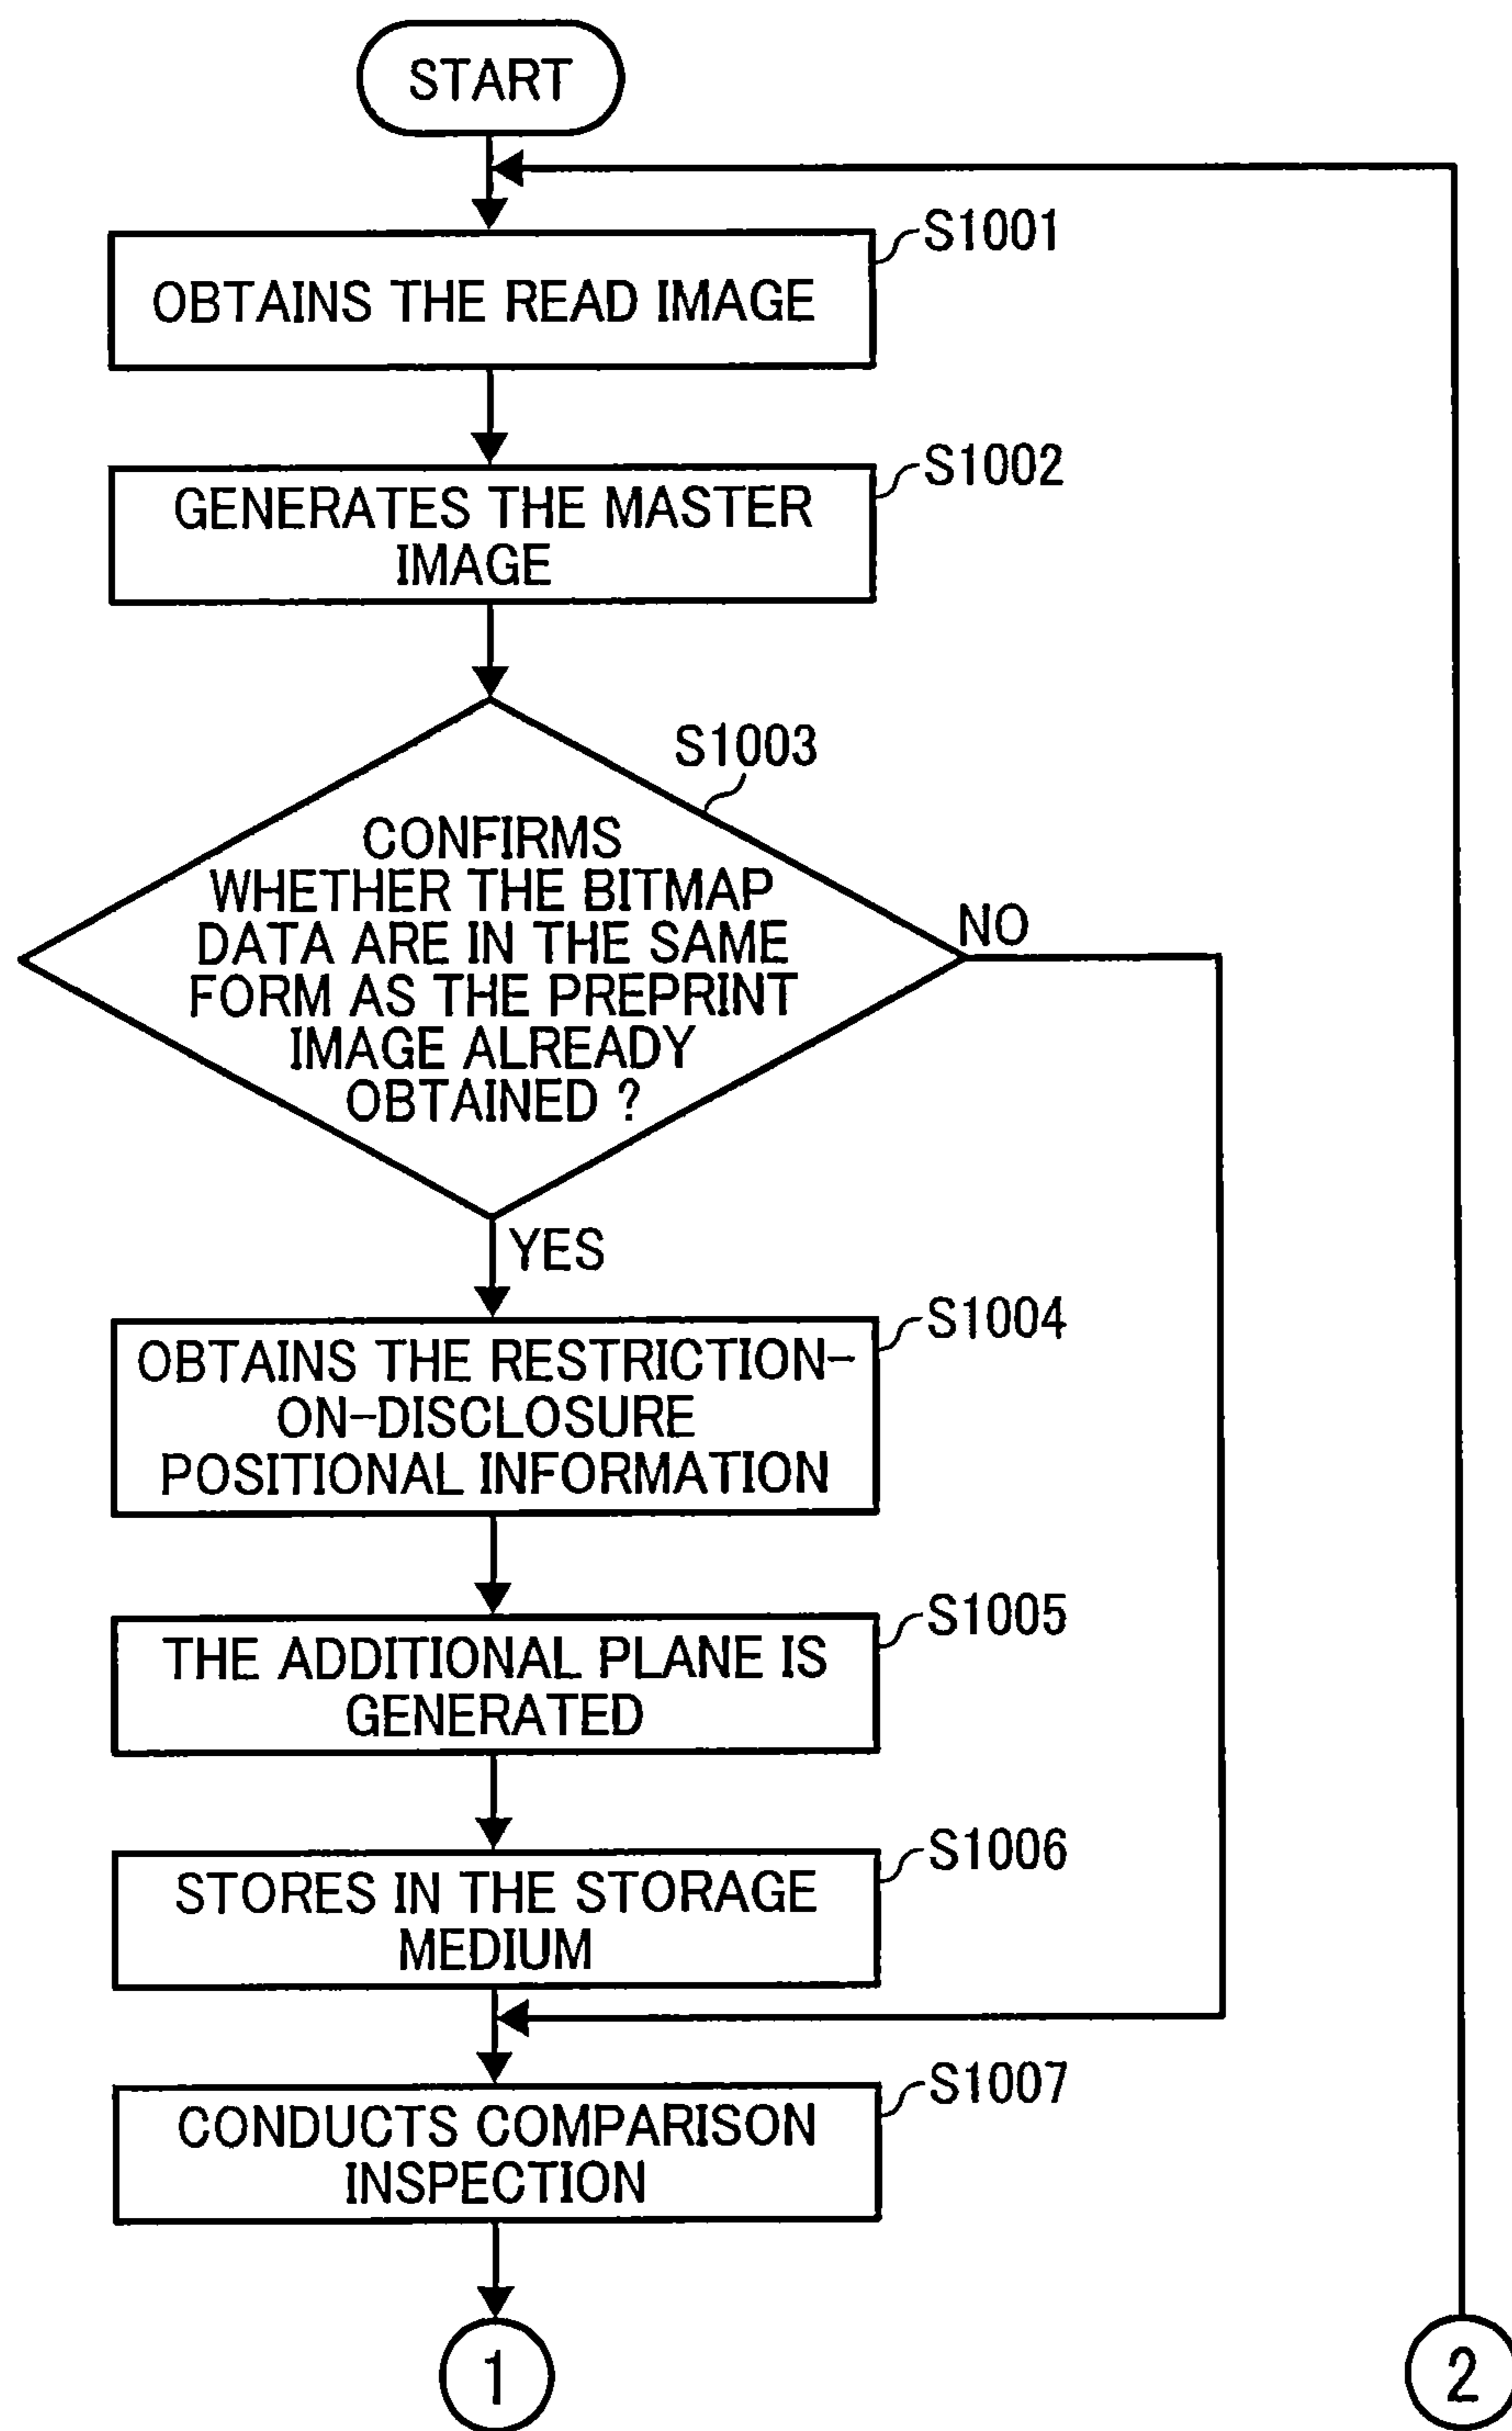 START
S1001
OBTAINS THE READ IMAGE
S1002
GENERATES THE MASTER
IMAGE
S1003
CONFIRMS
WHETHER THE BITMAP
DATA ARE IN THE SAME
FORM AS THE PREPRINT
IMAGE ALREADY
OBTAINED ?
NO
YES
S1004
OBTAINS THE RESTRICTION-
ON-DISCLOSURE
POSITIONAL INFORMATION
S1005
THE ADDITIONAL PLANE IS
GENERATED
S1006
STORES IN THE STORAGE
MEDIUM
S1007
CONDUCTS COMPARISON
INSPECTION
1
2